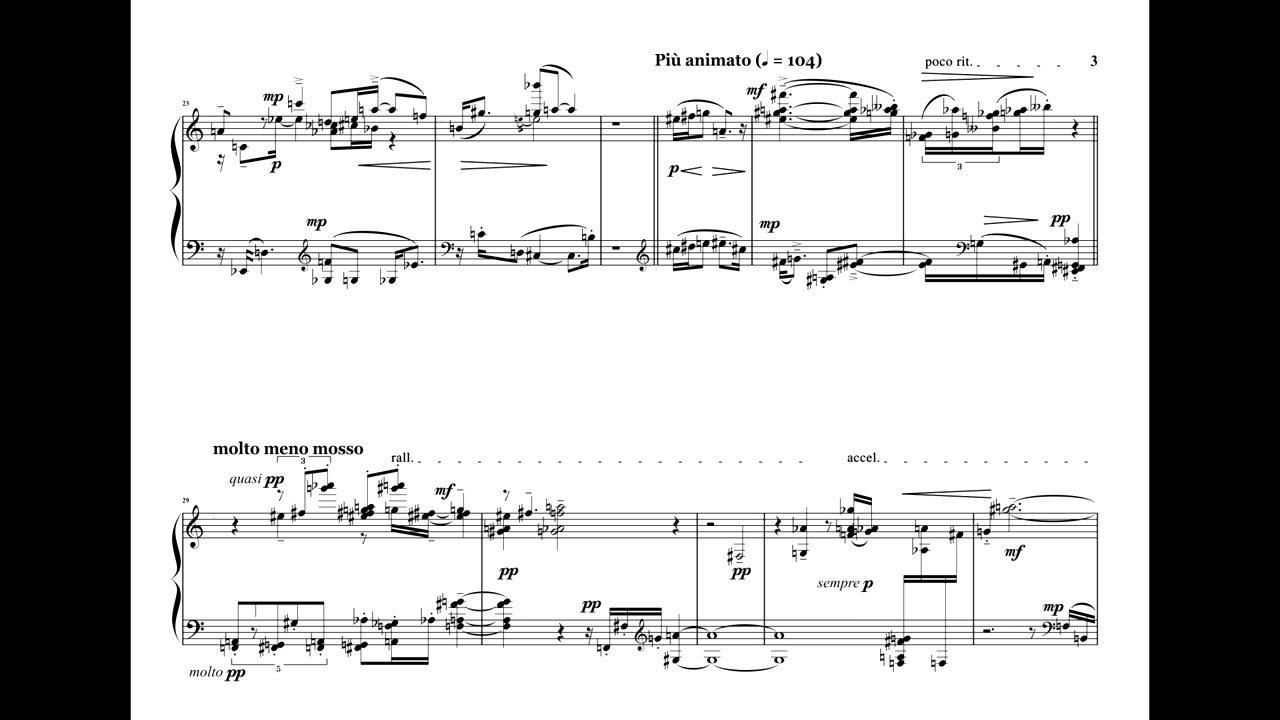 Più animato (♩ = 104)
poco rit.
3
23
mp
mf
p
p
3
mp
mp
pp
molto meno mosso
3
rall.
accel.
quasi pp
mf
29
mf
pp
pp
sempre p
pp
mp
5
molto pp